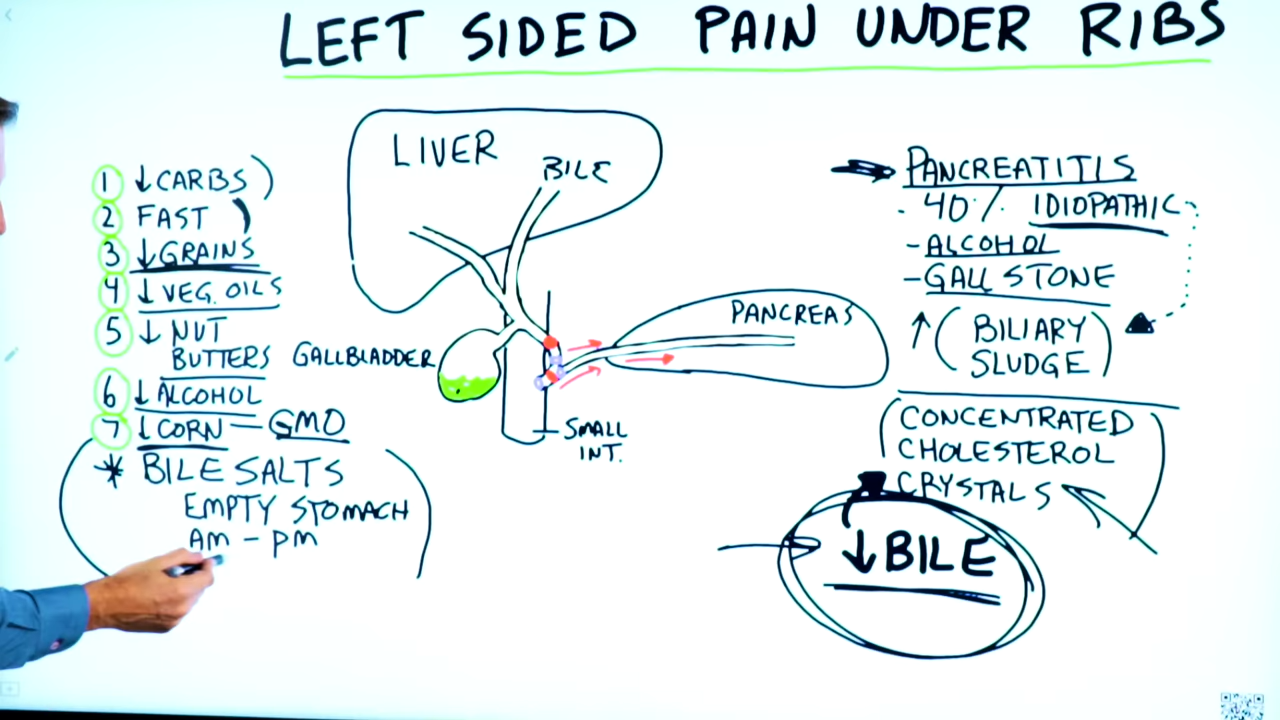 LEFT SIDED PAIN UNDER RIBS
1 ↓ CARBS )
2 FAST )
3 ↓ GRAINS
4 ↓ VEG. OILS
5 ↓ NUT
BUTTERS
6 ↓ ALCOHOL
7 ↓ CORN — GMO
* BILE SALTS
EMPTY STOMACH
AM - PM
LIVER
BILE
GALLBLADDER
PANCREAS
SMALL
INT.
PANCREATITIS
· 40% IDIOPATHIC
- ALCOHOL
- GALL STONE
↑ ( BILIARY
SLUDGE )
( CONCENTRATED
CHOLESTEROL
CRYSTALS )
↓ BILE